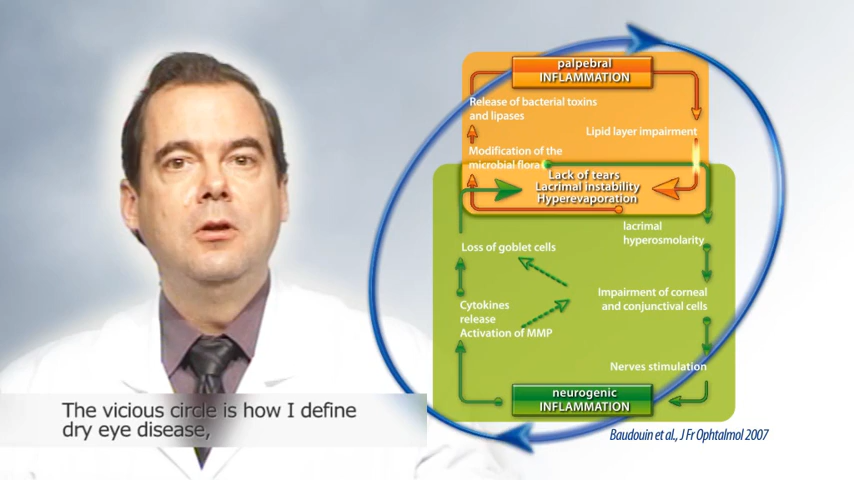 palpebral
INFLAMMATION
Release of bacterial toxins
and lipases
Lipid layer impairment
Modification of the
microbial flora
Lack of tears
Lacrimal instability
Hyperevaporation
lacrimal
hyperosmolarity
Loss of goblet cells
Impairment of corneal
and conjunctival cells
Cytokines
release
Activation of MMP
Nerves stimulation
neurogenic
INFLAMMATION
Baudouin et al., J Fr Ophtalmol 2007
The vicious circle is how I define
dry eye disease,